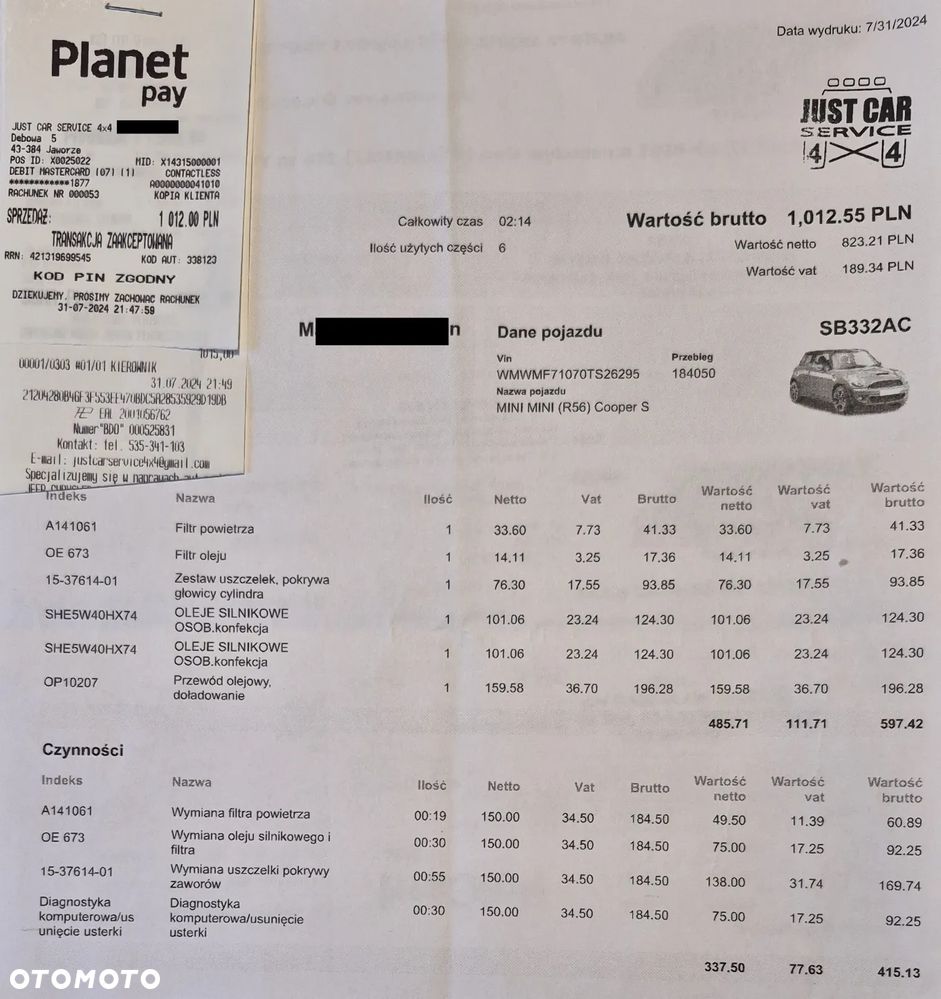 Planet
pay
JUST CAR SERVICE 4x4
Debowa 5
43-384 Jaworze
POS ID: X0025022 MID: X14315000001
DEBIT MASTERCARD (07) (1) CONTACTLESS
************1877 A0000000041010
RACHUNEK NR 000053 KOPIA KLIENTA
SPRZEDAŻ: 1 012.00 PLN
TRANSAKCJA ZAAKCEPTOWANA
RRN: 421319699545 KOD AUT: 338123
KOD PIN ZGODNY
DZIEKUJEMY, PROSIMY ZACHOWAC RACHUNEK
31-07-2024 21:47:59
1015,00
00001/0303 #01/01 KIEROWNIK
31.07.2024 21:49
EAL 2001056762
Numer"BDO" 000525831
Kontakt: tel. 535-341-103
E-mail: justcarservice4x4@gmail.com
Specjalizujemy się w naprawach aut
Data wydruku: 7/31/2024
JUST CAR
SERVICE
4X4
Całkowity czas 02:14
Ilość użytych części 6
Wartość brutto 1,012.55 PLN
Wartość netto 823.21 PLN
Wartość vat 189.34 PLN
M n
Dane pojazdu
SB332AC
Vin Przebieg
WMWMF71070TS26295 184050
Nazwa pojazdu
MINI MINI (R56) Cooper S
Indeks Nazwa Ilość Netto Vat Brutto Wartość netto Wartość vat Wartość brutto
A141061 Filtr powietrza 1 33.60 7.73 41.33 33.60 7.73 41.33
OE 673 Filtr oleju 1 14.11 3.25 17.36 14.11 3.25 17.36
15-37614-01 Zestaw uszczelek, pokrywa 1 76.30 17.55 93.85 76.30 17.55 93.85
głowicy cylindra
SHE5W40HX74 OLEJE SILNIKOWE 1 101.06 23.24 124.30 101.06 23.24 124.30
OSOB.konfekcja
SHE5W40HX74 OLEJE SILNIKOWE 1 101.06 23.24 124.30 101.06 23.24 124.30
OSOB.konfekcja
OP10207 Przewód olejowy, 1 159.58 36.70 196.28 159.58 36.70 196.28
doładowanie
485.71 111.71 597.42
Czynności
Indeks Nazwa Ilość Netto Vat Brutto Wartość netto Wartość vat Wartość brutto
A141061 Wymiana filtra powietrza 00:19 150.00 34.50 184.50 49.50 11.39 60.89
OE 673 Wymiana oleju silnikowego i 00:30 150.00 34.50 184.50 75.00 17.25 92.25
filtra
15-37614-01 Wymiana uszczelki pokrywy 00:55 150.00 34.50 184.50 138.00 31.74 169.74
zaworów
Diagnostyka Diagnostyka 00:30 150.00 34.50 184.50 75.00 17.25 92.25
komputerowa/us komputerowa/usunięcie
unięcie usterki usterki
337.50 77.63 415.13
OTOMOTO